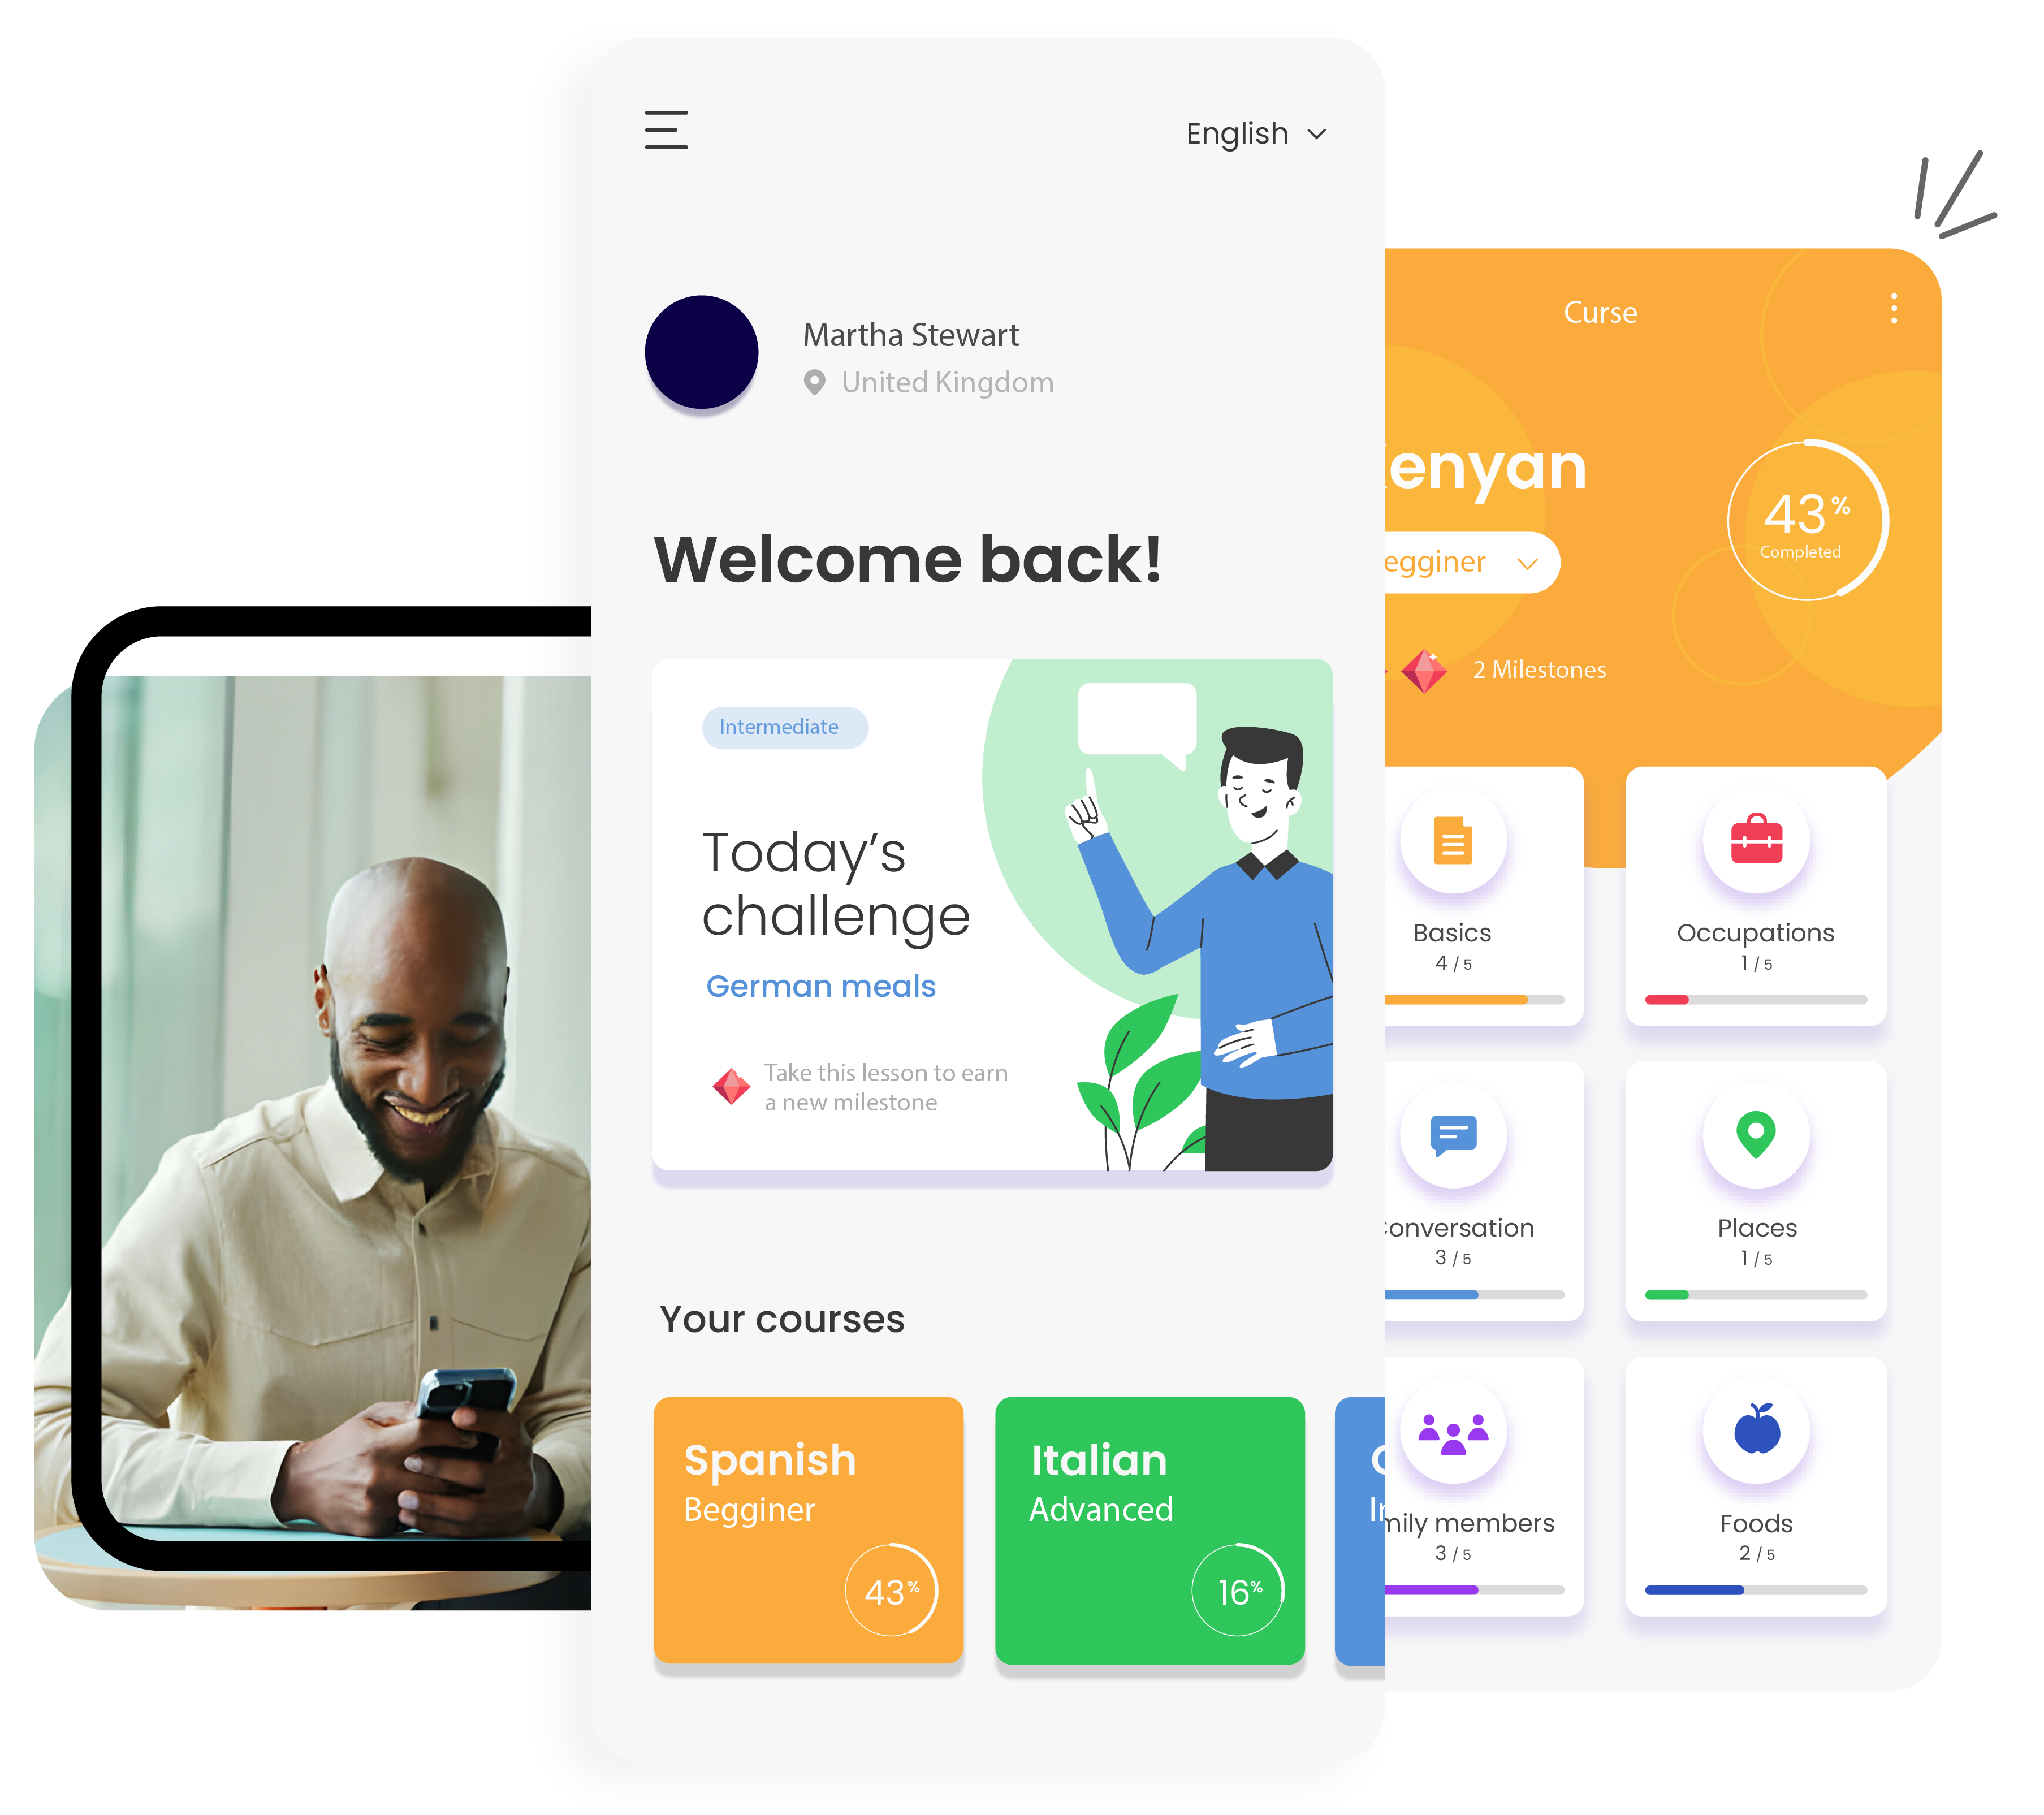 English
Martha Stewart
United Kingdom
Welcome back!
Intermediate
Today's
challenge
German meals
Take this lesson to earn
a new milestone
Your courses
Spanish
Begginer
43%
Italian
Advanced
16%
Curse
enyan
egginer
43%
Completed
2 Milestones
Basics
4 / 5
Occupations
1 / 5
onversation
3 / 5
Places
1 / 5
mily members
3 / 5
Foods
2 / 5